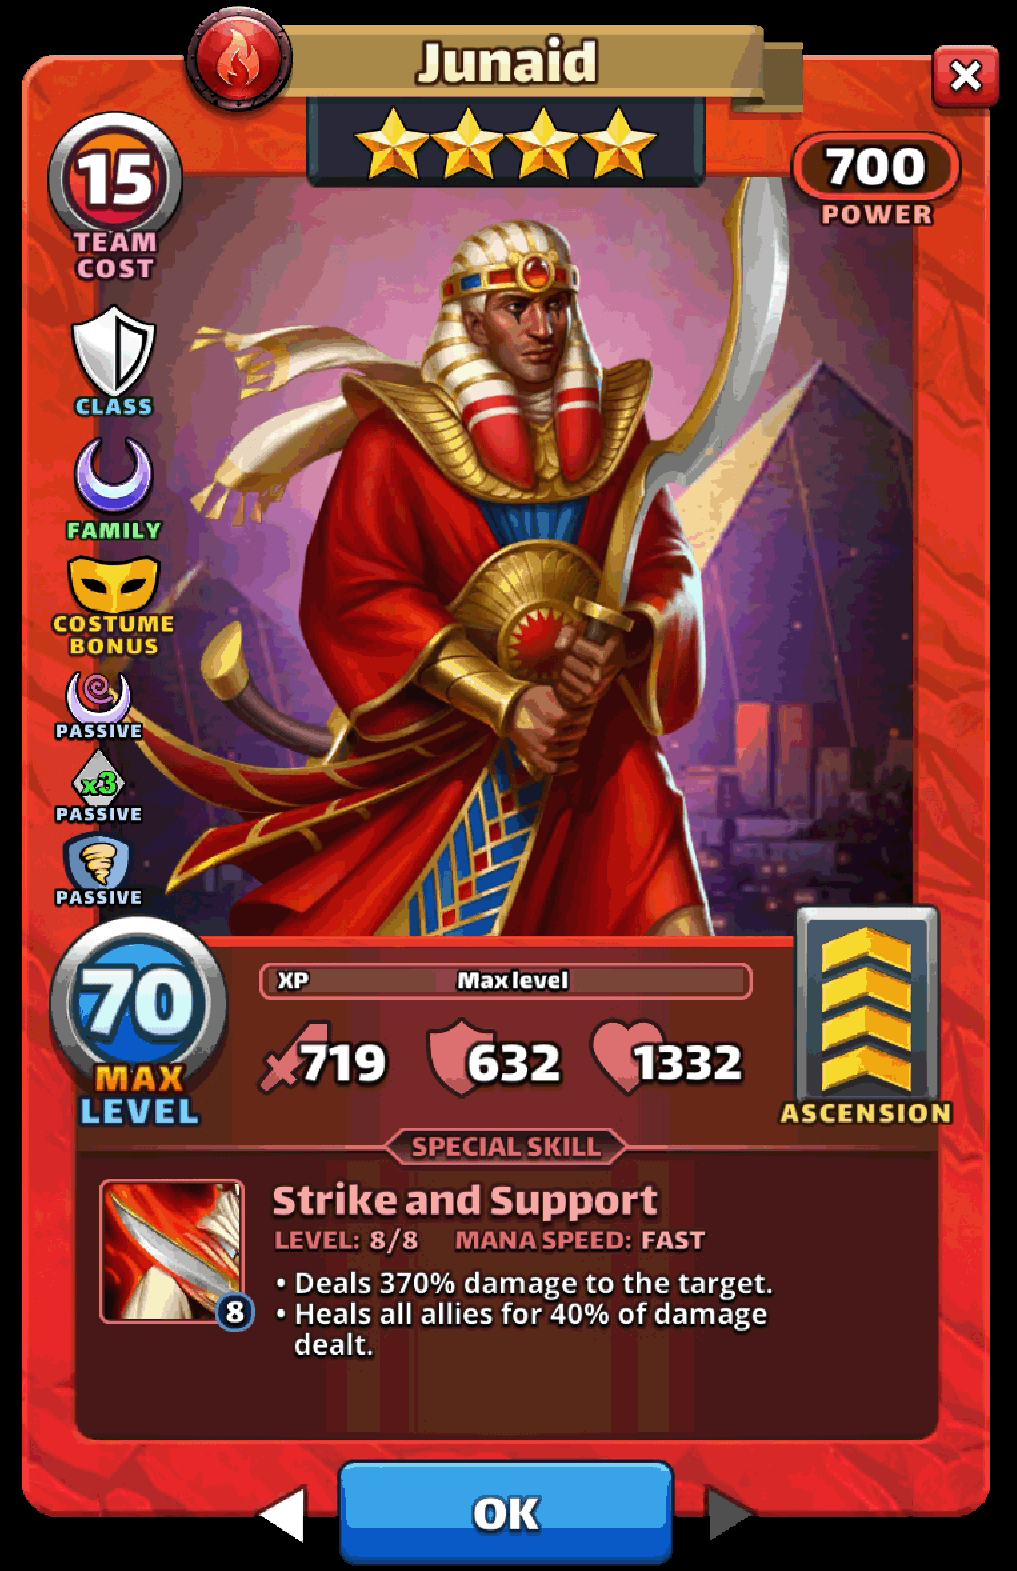 Junaid
15
TEAM
COST
700
POWER
CLASS
FAMILY
COSTUME
BONUS
PASSIVE
x3
PASSIVE
PASSIVE
70
MAX
LEVEL
XP Max level
719 632 1332
ASCENSION
SPECIAL SKILL
Strike and Support
LEVEL: 8/8 MANA SPEED: FAST
8
• Deals 370% damage to the target.
• Heals all allies for 40% of damage
dealt.
OK